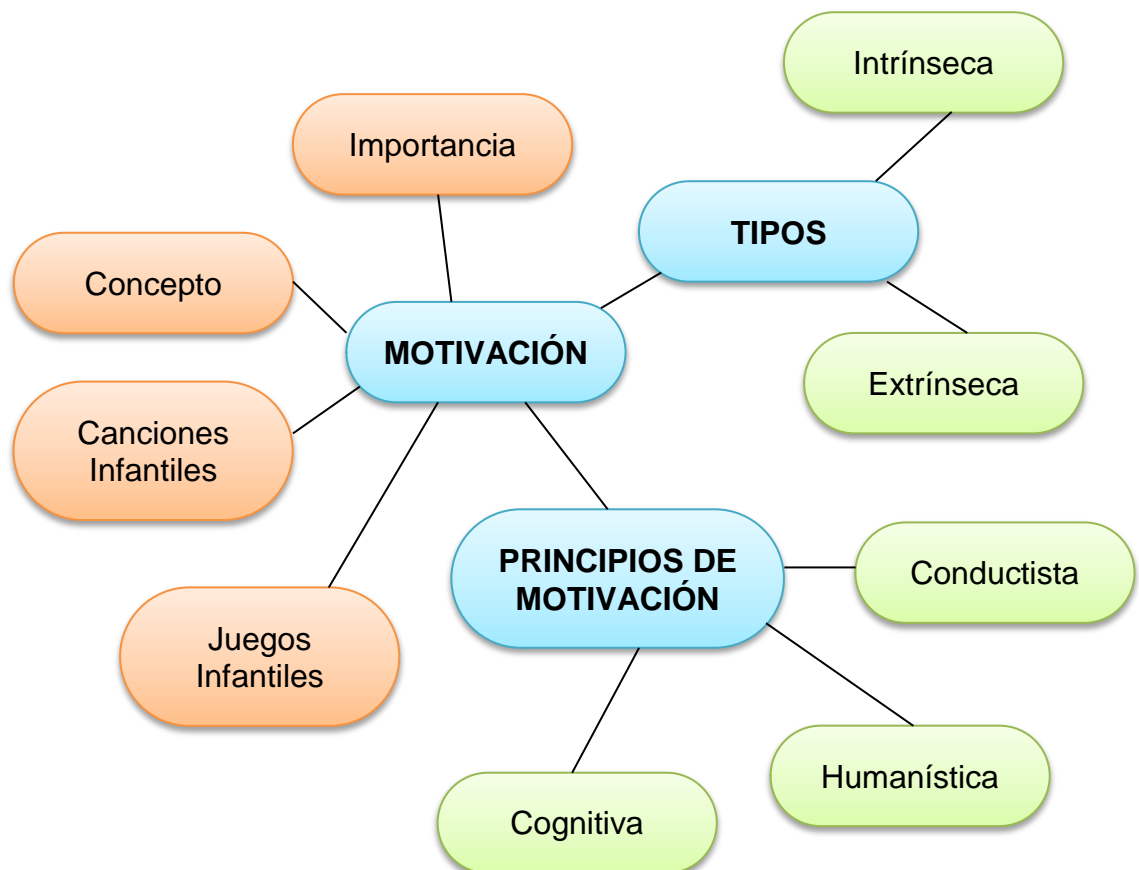 Intrínseca
Importancia
TIPOS
Concepto
MOTIVACIÓN
Extrínseca
Canciones
Infantiles
PRINCIPIOS DE
MOTIVACIÓN
Conductista
Juegos
Infantiles
Humanística
Cognitiva